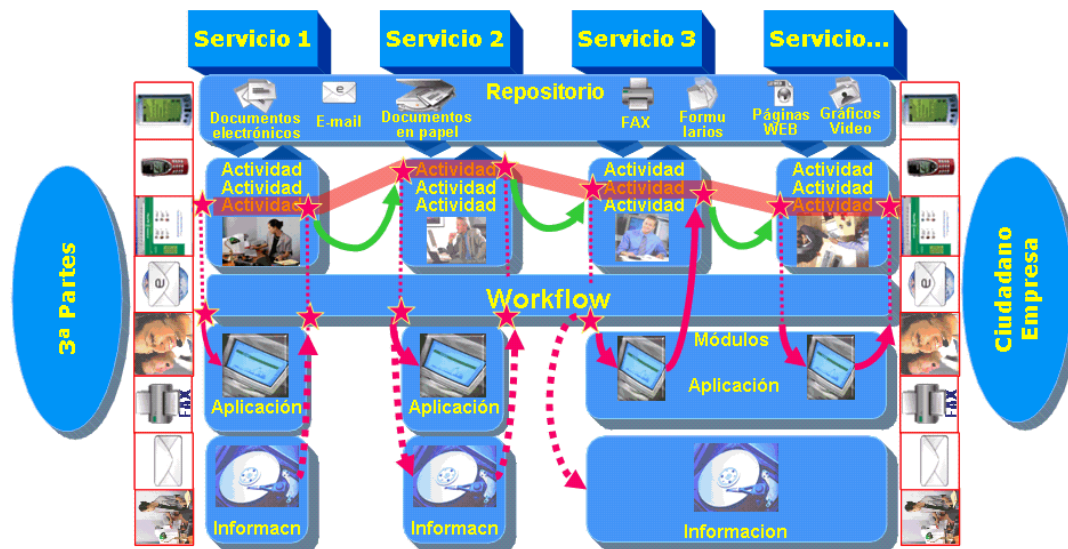 Servicio 1
Servicio 2
Servicio 3
Servicio...
Repositorio
Documentos
electrónicos
E-mail
Documentos
en papel
FAX
Formu
larios
Páginas
WEB
Gráficos
Video
Actividad
Actividad
Actividad
Actividad
Actividad
Actividad
Actividad
Actividad
Actividad
Actividad
Actividad
Actividad
3ª Partes
Ciudadano
Empresa
Workflow
Módulos
Aplicación
Aplicación
Aplicación
FAX
FAX
Informacn
Informacn
Informacion